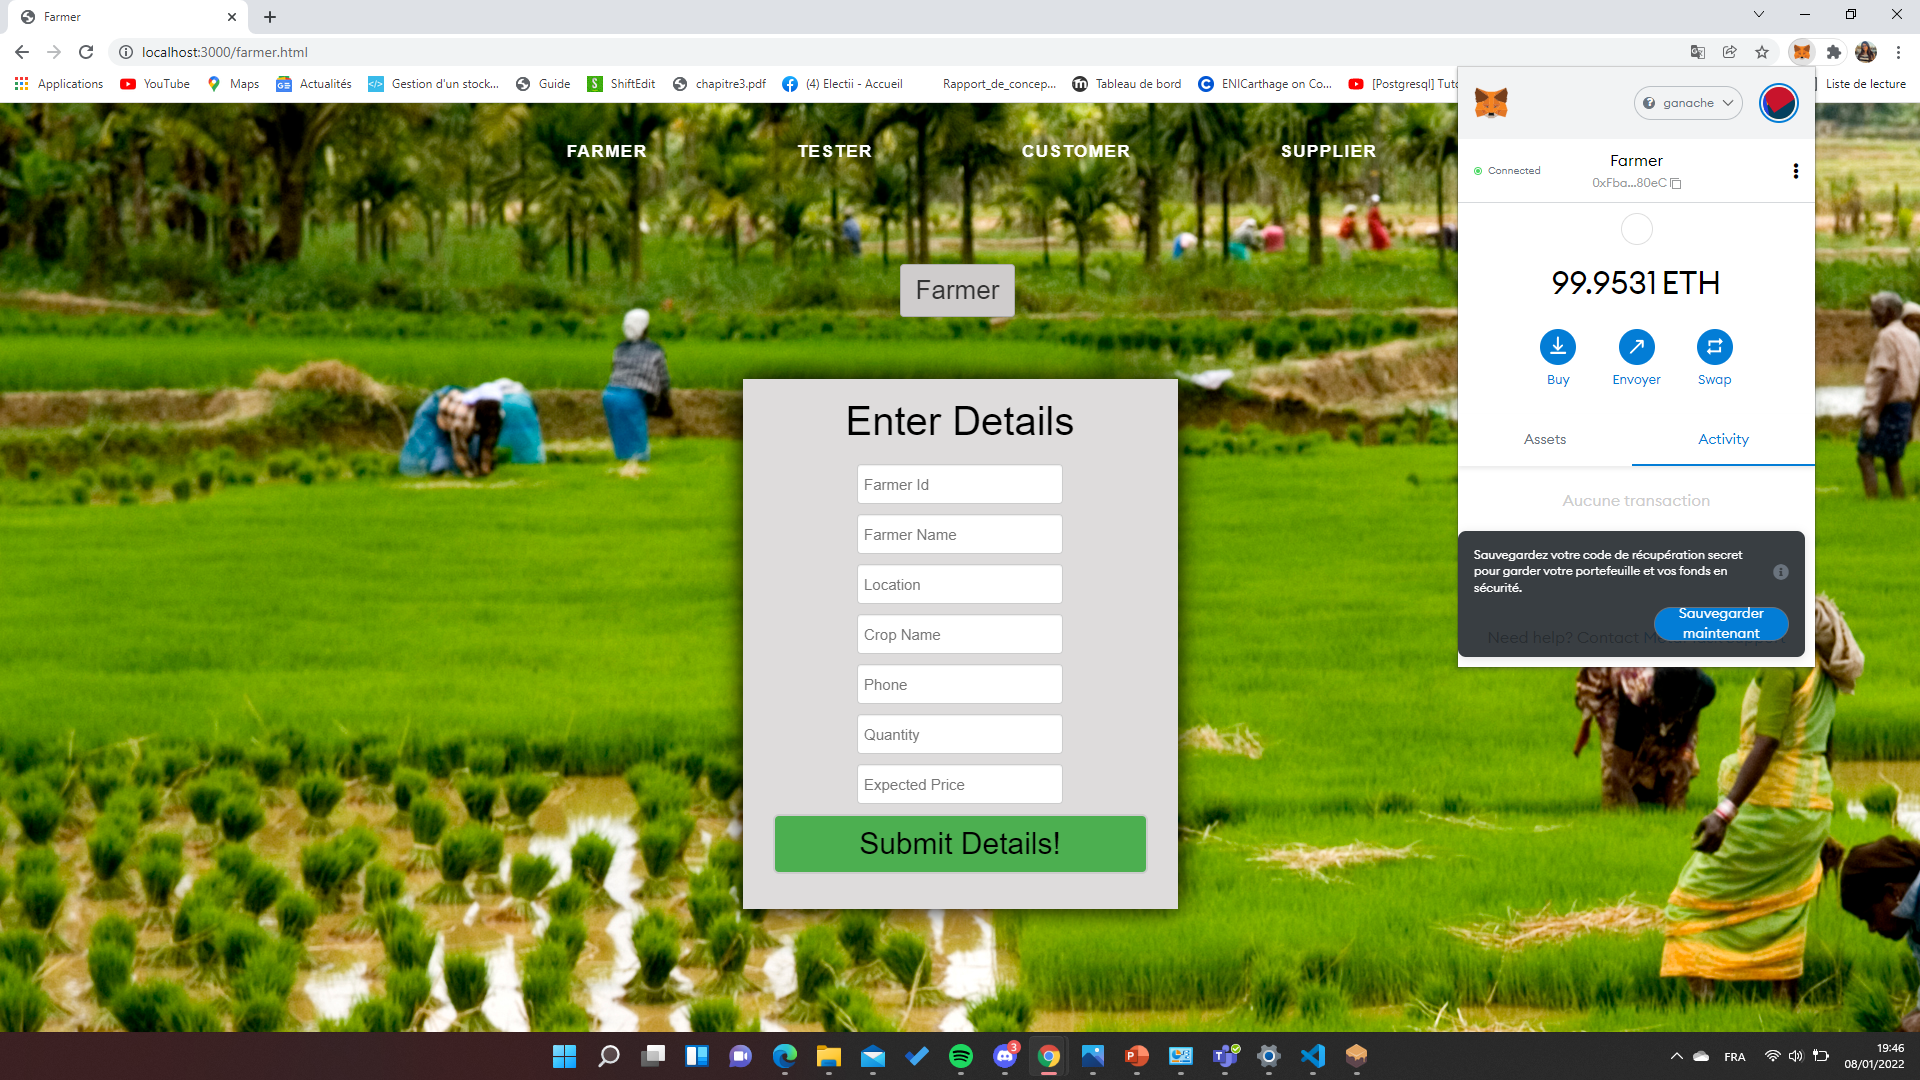 Farmer
localhost:3000/farmer.html
Applications
YouTube
Maps
Actualités
Gestion d'un stock...
Guide
ShiftEdit
chapitre3.pdf
(4) Electii - Accueil
Rapport_de_concep...
Tableau de bord
ENICarthage on Co...
[Postgresql] Tuto
Liste de lecture
FARMER
TESTER
CUSTOMER
SUPPLIER
Farmer
Enter Details
Farmer Id
Farmer Name
Location
Crop Name
Phone
Quantity
Expected Price
Submit Details!
ganache
Connected
Farmer
0xFba...80eC
99.9531 ETH
Buy
Envoyer
Swap
Assets
Activity
Aucune transaction
Sauvegardez votre code de récupération secret
pour garder votre portefeuille et vos fonds en
sécurité.
Sauvegarder
maintenant
Need help? Contact
3
FRA
19:46
08/01/2022